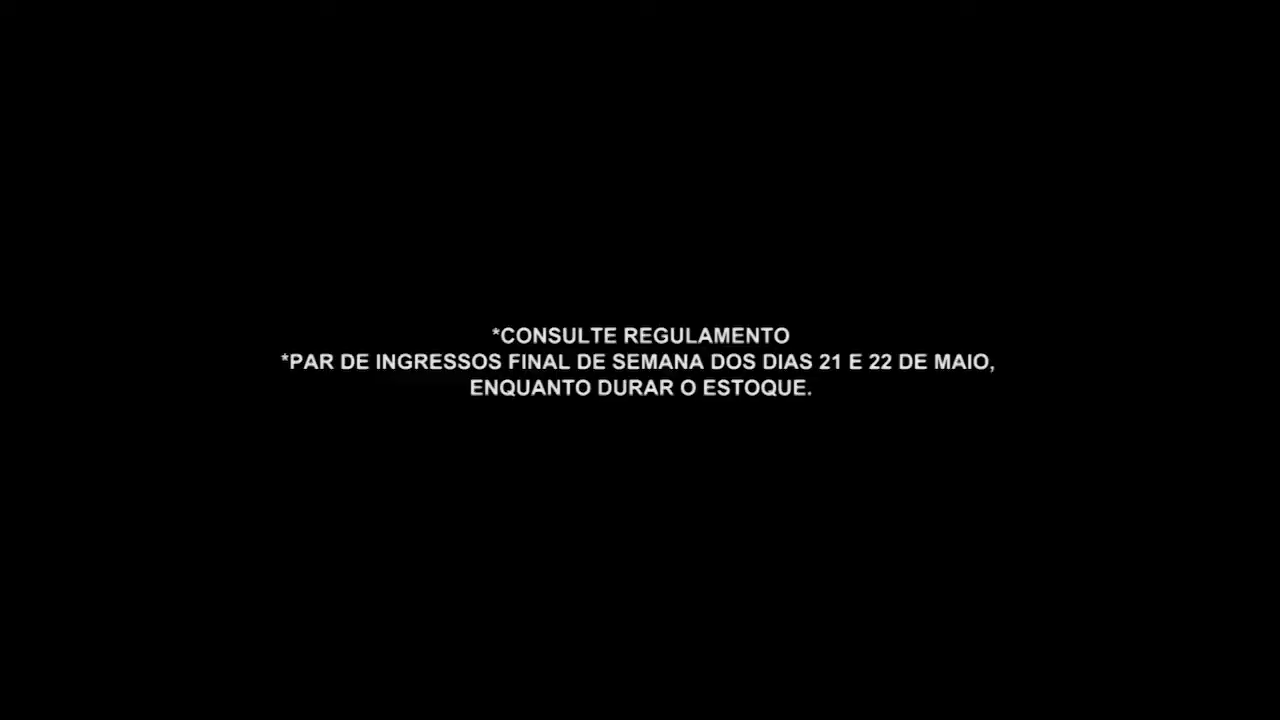 *CONSULTE REGULAMENTO
*PAR DE INGRESSOS FINAL DE SEMANA DOS DIAS 21 E 22 DE MAIO,
ENQUANTO DURAR O ESTOQUE.